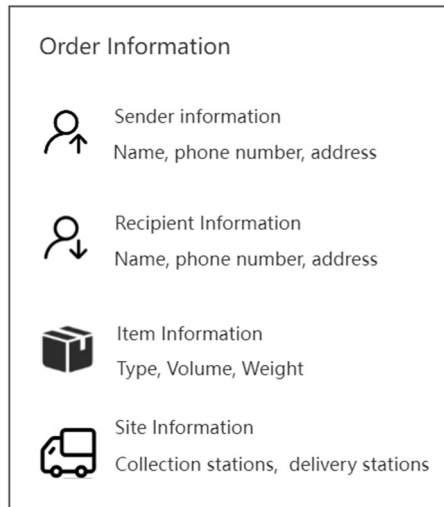 Order Information
Sender information
Name, phone number, address
Recipient Information
Name, phone number, address
Item Information
Type, Volume, Weight
Site Information
Collection stations, delivery stations